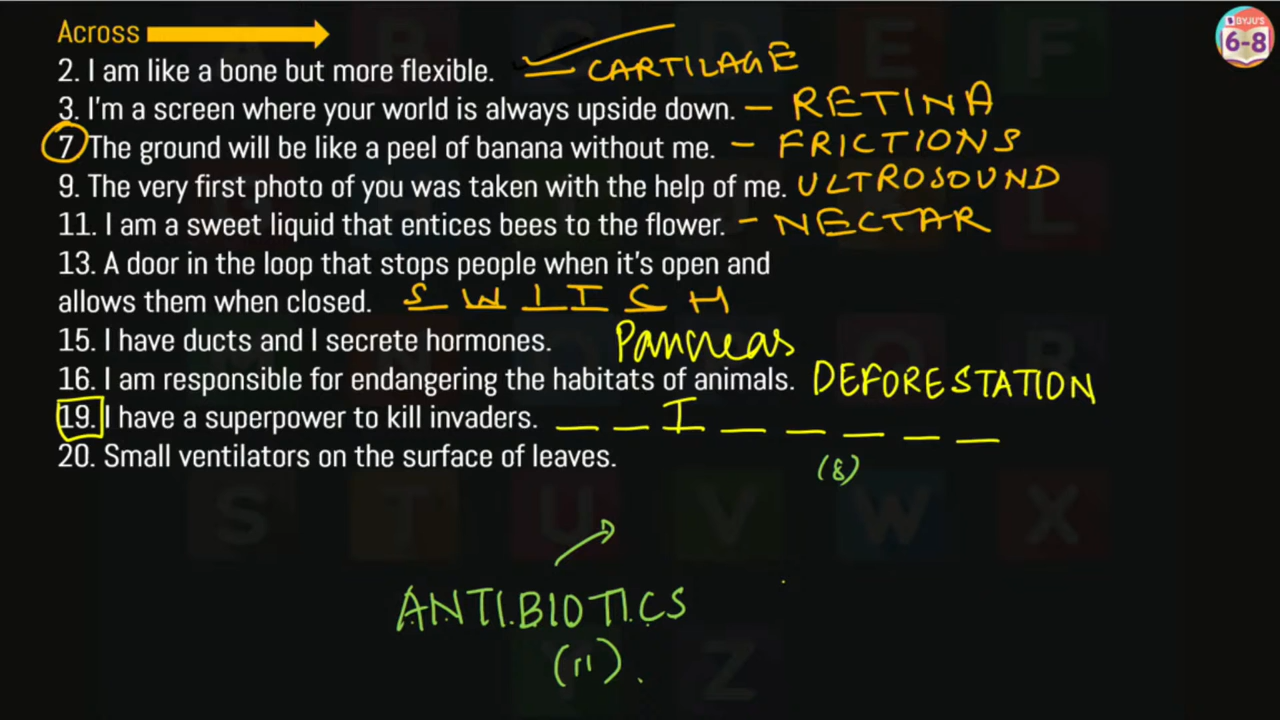 Across
BYJU'S
6-8
2. I am like a bone but more flexible. CARTILAGE
3. I'm a screen where your world is always upside down. – RETINA
7. The ground will be like a peel of banana without me. – FRICTIONS
9. The very first photo of you was taken with the help of me. ULTROSOUND
11. I am a sweet liquid that entices bees to the flower. – NECTAR
13. A door in the loop that stops people when it's open and
allows them when closed. SWITCH
15. I have ducts and I secrete hormones. Pancreas
16. I am responsible for endangering the habitats of animals. DEFORESTATION
19. I have a superpower to kill invaders. _ _ I _ _ _ _ _
(8)
20. Small ventilators on the surface of leaves.
ANTIBIOTICS
(11).